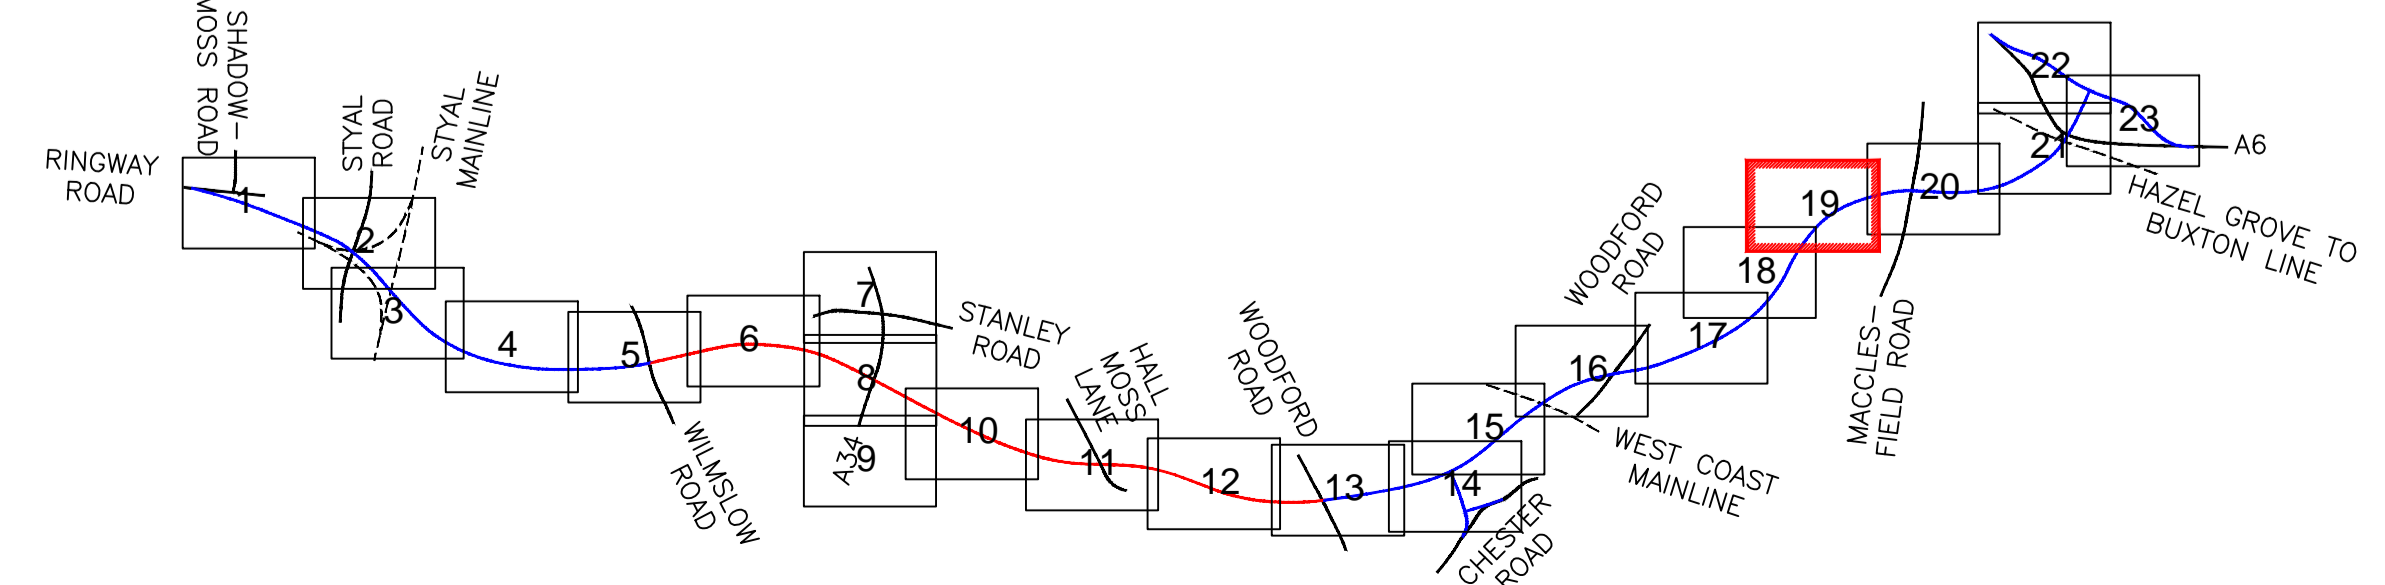 SHADOW-
MOSS ROAD
RINGWAY
ROAD
1
STYAL
ROAD
STYAL
MAINLINE
2
3
4
5
WILMSLOW
ROAD
6
7
STANLEY
ROAD
8
A34
9
10
HALL
MOSS
LANE
11
12
WOODFORD
ROAD
13
14
CHESTER
ROAD
15
WEST COAST
MAINLINE
16
WOODFORD
ROAD
17
18
19
MACCLES-
FIELD ROAD
20
21
22
23
A6
HAZEL GROVE TO
BUXTON LINE